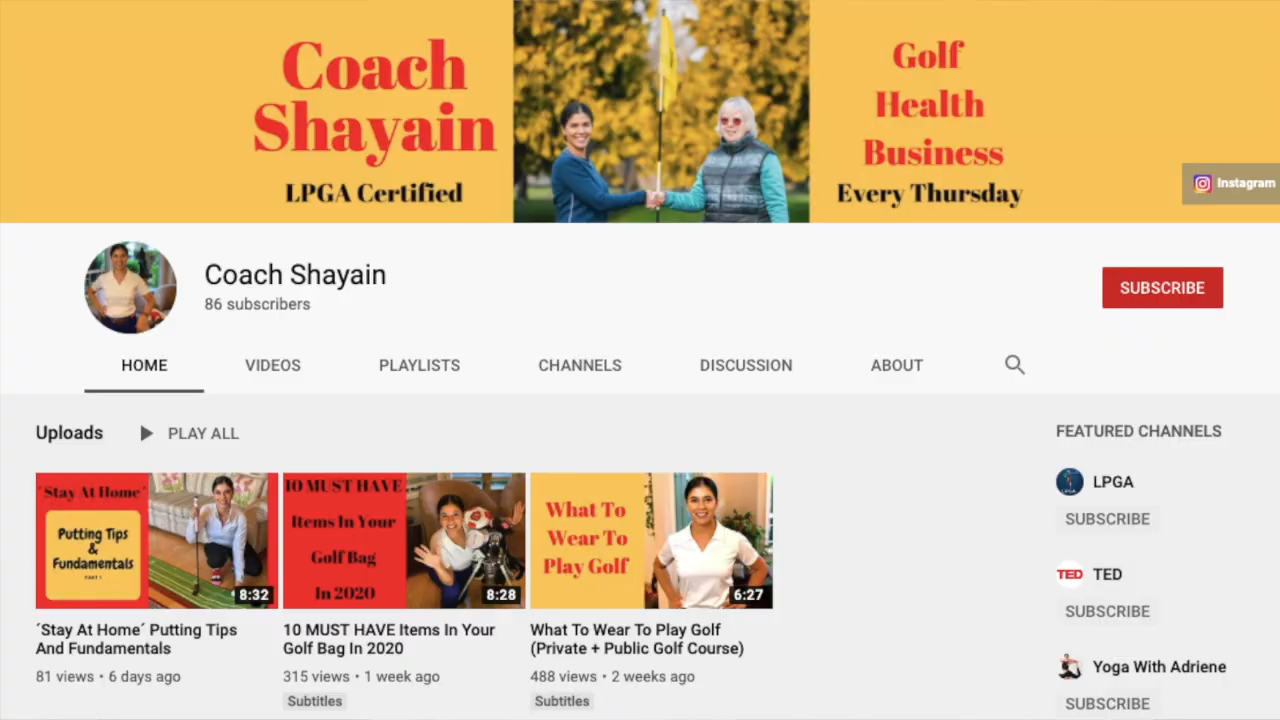 Coach
Shayain
LPGA Certified
Golf
Health
Business
Every Thursday
Instagram
Coach Shayain
86 subscribers
SUBSCRIBE
HOME
VIDEOS
PLAYLISTS
CHANNELS
DISCUSSION
ABOUT
Uploads
PLAY ALL
'Stay At Home'
Putting Tips
&
Fundamentals
PART 1
8:32
´Stay At Home´ Putting Tips
And Fundamentals
81 views • 6 days ago
10 MUST HAVE
Items In Your
Golf Bag
In 2020
8:28
10 MUST HAVE Items In Your
Golf Bag In 2020
315 views • 1 week ago
Subtitles
What To
Wear To
Play Golf
6:27
What To Wear To Play Golf
(Private + Public Golf Course)
488 views • 2 weeks ago
Subtitles
FEATURED CHANNELS
LPGA
LPGA
SUBSCRIBE
TED
TED
SUBSCRIBE
Yoga With Adriene
SUBSCRIBE